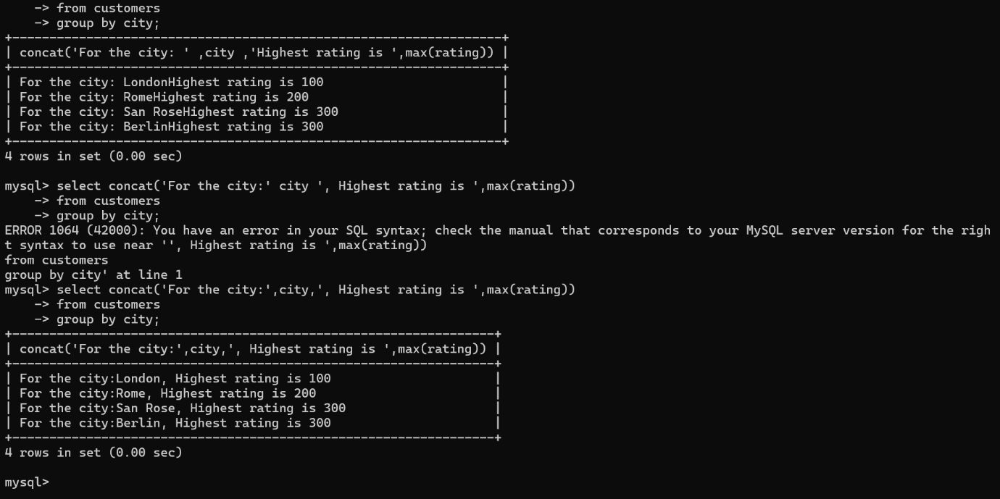 -> from customers
    -> group by city;
+------------------------------------------------------------------+
| concat('For the city: ' ,city ,'Highest rating is ',max(rating)) |
+------------------------------------------------------------------+
| For the city: LondonHighest rating is 100                        |
| For the city: RomeHighest rating is 200                          |
| For the city: San RoseHighest rating is 300                      |
| For the city: BerlinHighest rating is 300                        |
+------------------------------------------------------------------+
4 rows in set (0.00 sec)

mysql> select concat('For the city:' city ', Highest rating is ',max(rating))
    -> from customers
    -> group by city;
ERROR 1064 (42000): You have an error in your SQL syntax; check the manual that corresponds to your MySQL server version for the righ
t syntax to use near '', Highest rating is ',max(rating))
from customers
group by city' at line 1
mysql> select concat('For the city:',city,', Highest rating is ',max(rating))
    -> from customers
    -> group by city;
+-----------------------------------------------------------------+
| concat('For the city:',city,', Highest rating is ',max(rating)) |
+-----------------------------------------------------------------+
| For the city:London, Highest rating is 100                      |
| For the city:Rome, Highest rating is 200                        |
| For the city:San Rose, Highest rating is 300                    |
| For the city:Berlin, Highest rating is 300                      |
+-----------------------------------------------------------------+
4 rows in set (0.00 sec)

mysql>